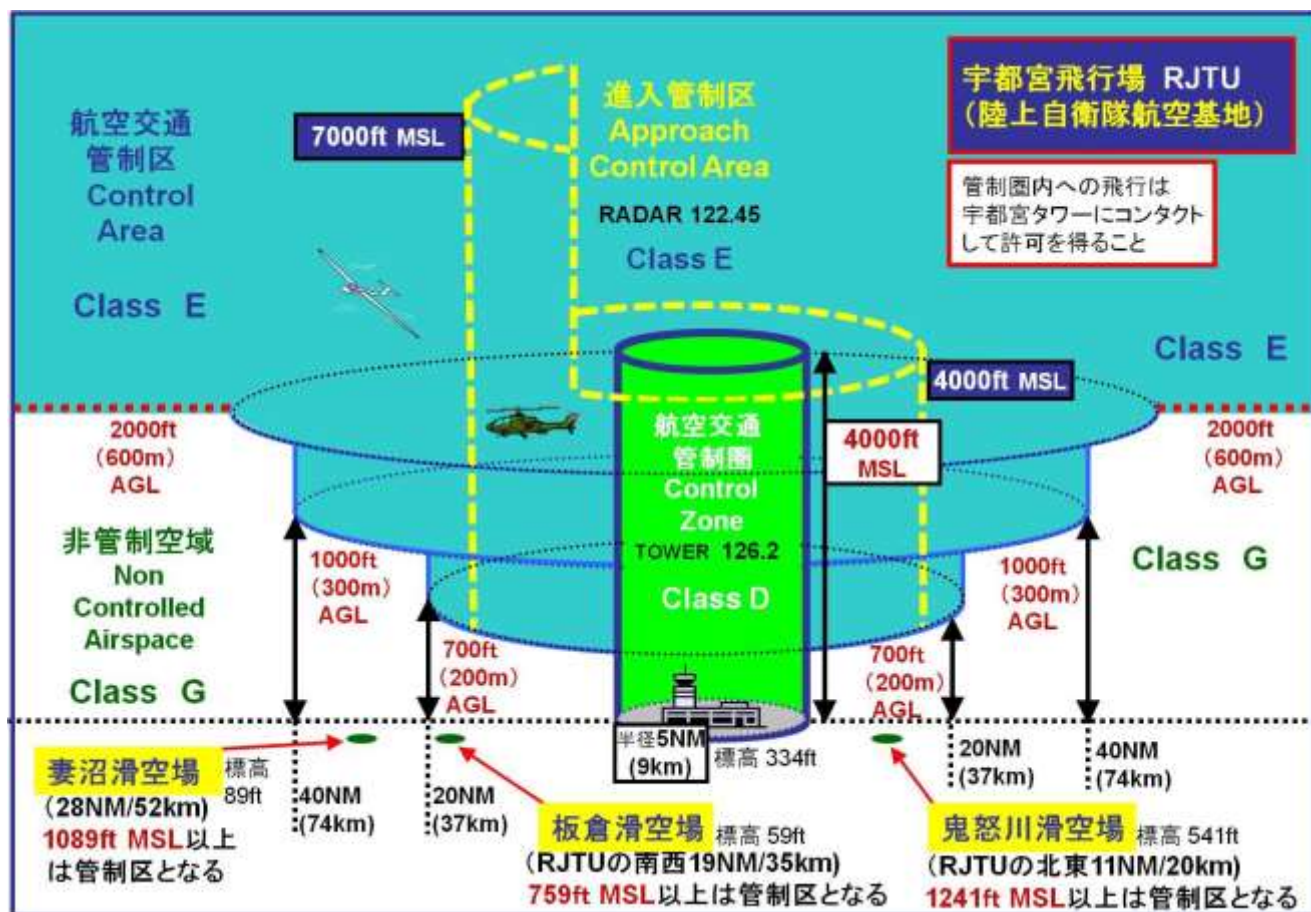 宇都宮飛行場 RJTU
(陸上自衛隊航空基地)
管制圏内への飛行は
宇都宮タワーにコンタクト
して許可を得ること
航空交通
管制区
Control
Area
Class E
7000ft MSL
進入管制区
Approach
Control Area
RADAR 122.45
Class E
Class E
4000ft MSL
4000ft
MSL
航空交通
管制圏
Control
Zone
TOWER 126.2
Class D
2000ft
(600m)
AGL
2000ft
(600m)
AGL
非管制空域
Non
Controlled
Airspace
Class G
1000ft
(300m)
AGL
700ft
(200m)
AGL
700ft
(200m)
AGL
1000ft
(300m)
AGL
Class G
半径5NM
(9km)
標高 334ft
妻沼滑空場
標高
89ft
(28NM/52km)
1089ft MSL以上
は管制区となる
40NM
(74km)
20NM
(37km)
板倉滑空場 標高 59ft
(RJTUの南西19NM/35km)
759ft MSL以上は管制区となる
20NM
(37km)
40NM
(74km)
鬼怒川滑空場 標高 541ft
(RJTUの北東11NM/20km)
1241ft MSL以上は管制区となる